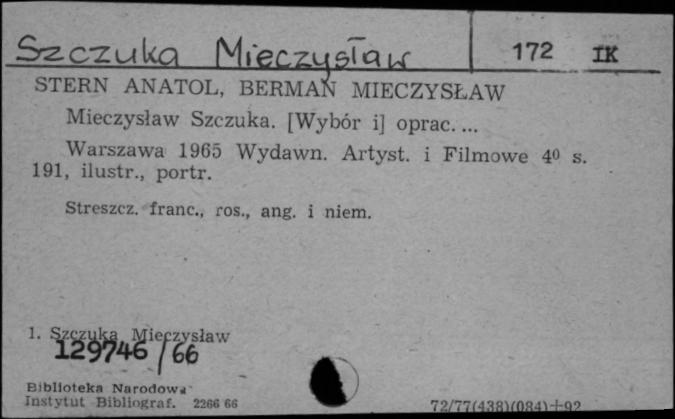 Szczuka Mieczysław 172 IK
STERN ANATOL, BERMAN MIECZYSŁAW
Mieczysław Szczuka. [Wybór i] oprac. ...
Warszawa 1965 Wydawn. Artyst. i Filmowe 4⁰ s.
191, ilustr., portr.
Streszcz. franc., ros., ang. i niem.
1. Szczuka Mieczysław
129746/66
Biblioteka Narodowa
Instytut Bibliograf. 2266 66 72/77(438)(084)+92